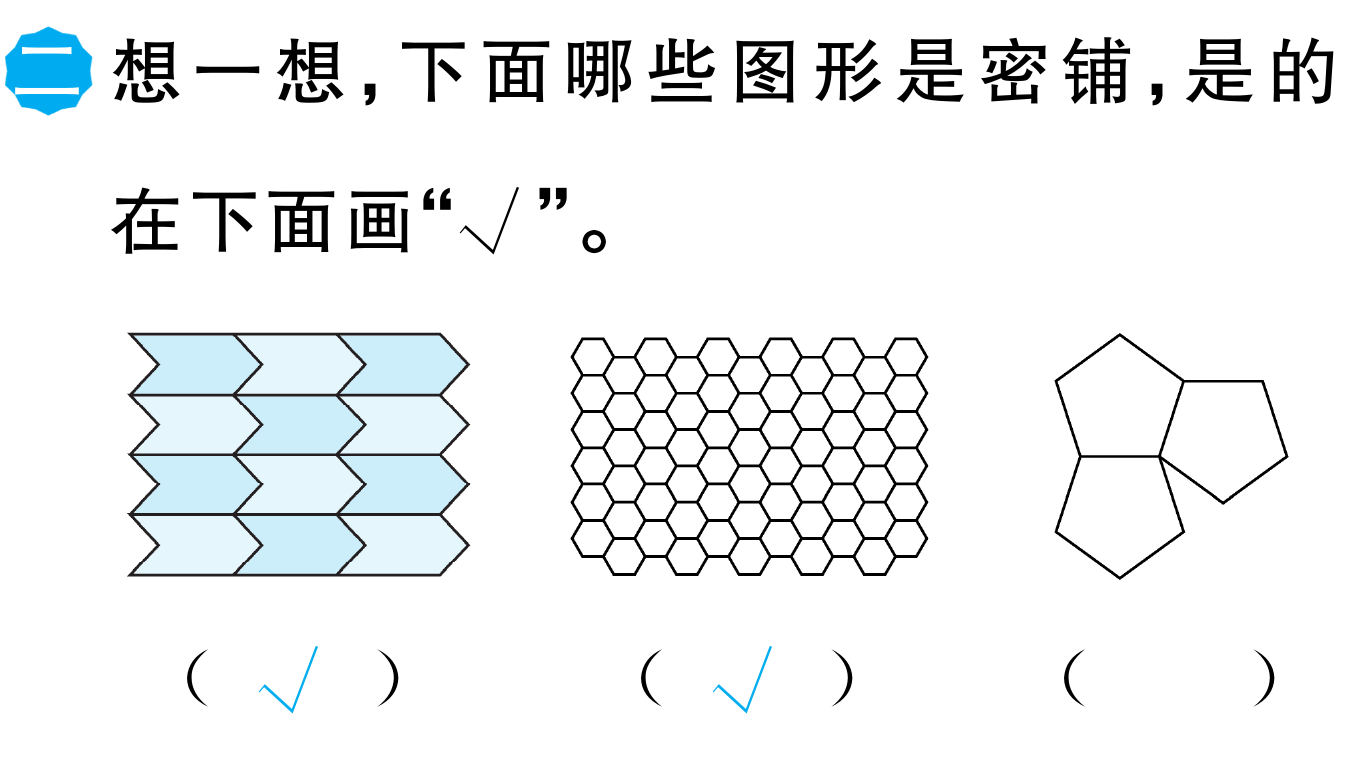 二 想一想,下面哪些图形是密铺,是的
在下面画“√”。
( √ ) ( √ ) ( )